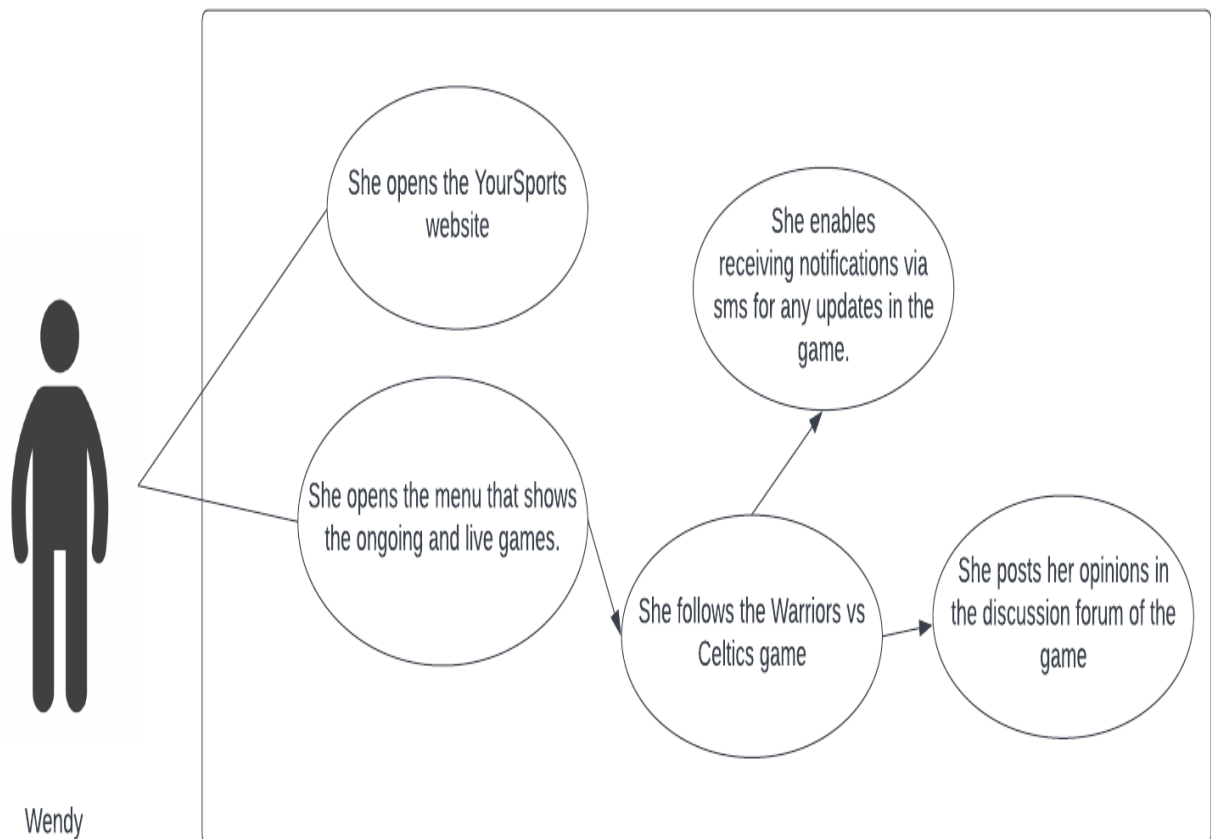 She opens the YourSports
website
She enables
receiving notifications via
sms for any updates in the
game.
She opens the menu that shows
the ongoing and live games.
She follows the Warriors vs
Celtics game
She posts her opinions in
the discussion forum of the
game
Wendy